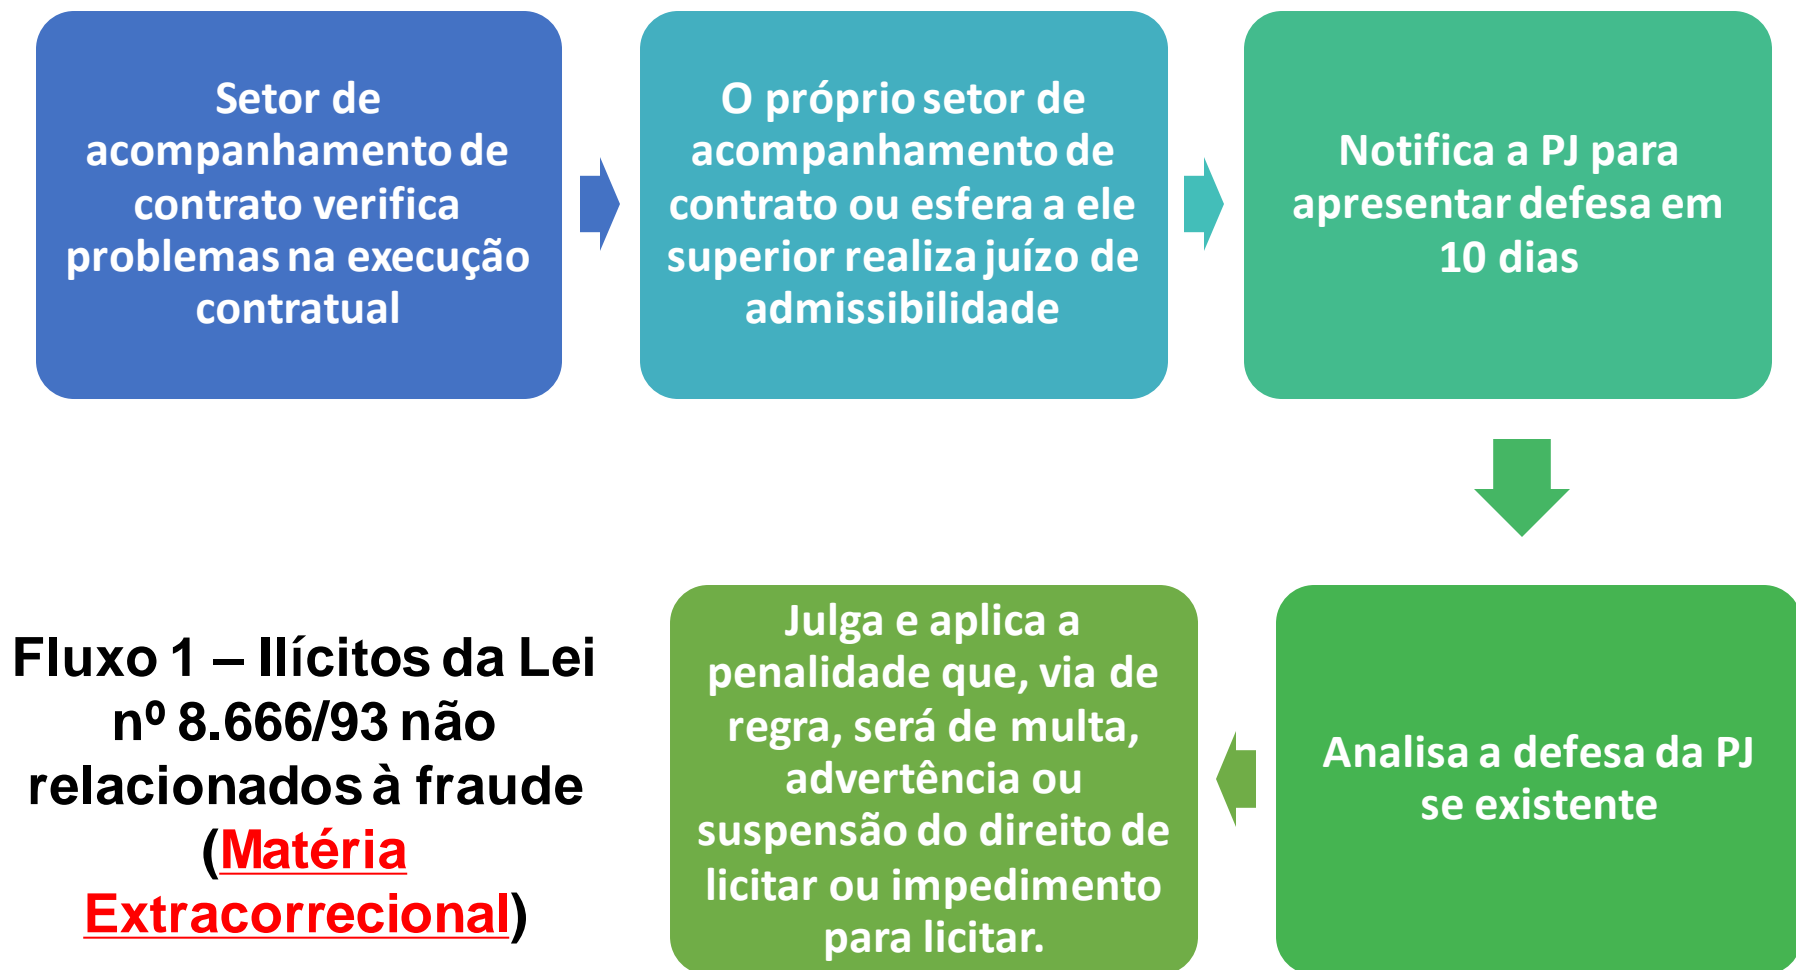 Setor de
acompanhamento de
contrato verifica
problemas na execução
contratual
O próprio setor de
acompanhamento de
contrato ou esfera a ele
superior realiza juízo de
admissibilidade
Notifica a PJ para
apresentar defesa em
10 dias
Analisa a defesa da PJ
se existente
Julga e aplica a
penalidade que, via de
regra, será de multa,
advertência ou
suspensão do direito de
licitar ou impedimento
para licitar.
Fluxo 1 – Ilícitos da Lei
nº 8.666/93 não
relacionados à fraude
(Matéria
Extracorrecional)